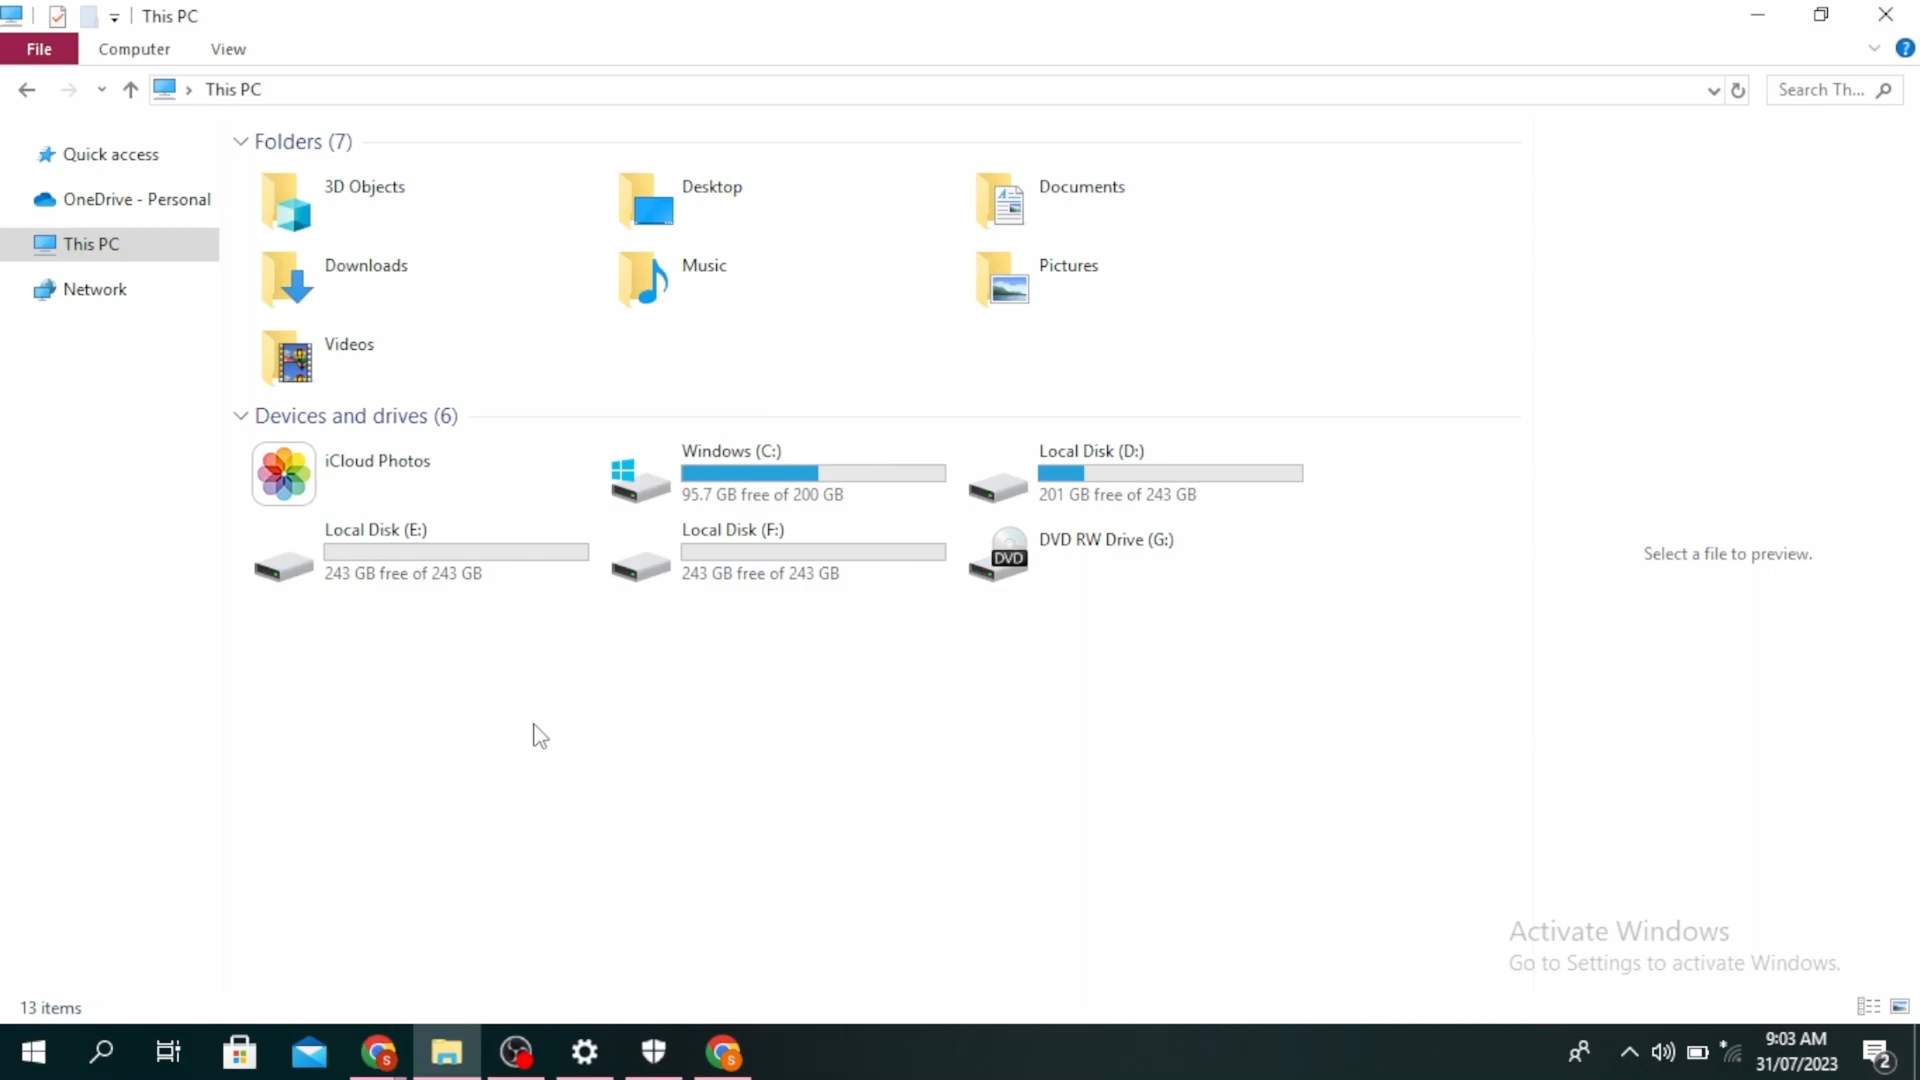 This PC
File Computer View
This PC
Search Th...
Quick access
OneDrive - Personal
This PC
Network
Folders (7)
3D Objects
Desktop
Documents
Downloads
Music
Pictures
Videos
Devices and drives (6)
iCloud Photos
Windows (C:)
95.7 GB free of 200 GB
Local Disk (D:)
201 GB free of 243 GB
Local Disk (E:)
243 GB free of 243 GB
Local Disk (F:)
243 GB free of 243 GB
DVD
DVD RW Drive (G:)
Select a file to preview.
Activate Windows
Go to Settings to activate Windows.
13 items
S
S
9:03 AM
31/07/2023
2